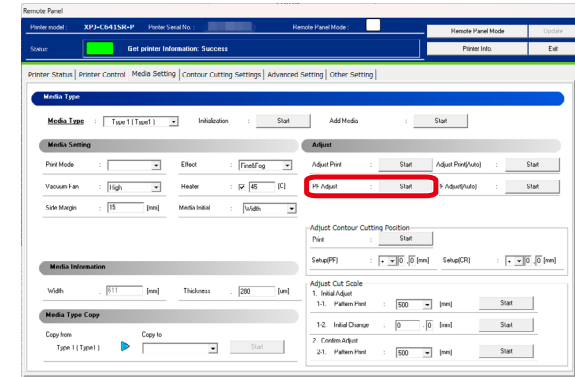 Remote Panel
Printer model : XPJ-C641SR-P Printer Serial No. : Remote Panel Mode :
Remote Panel Mode Update
Status: Get printer Information: Success
Printer Info. Exit
Printer Status Printer Control Media Setting Contour Cutting Settings Advanced Setting Other Setting
Media Type
Media Type : Type 1 ( Type1 ) Initialization : Start Add Media : Start
Media Setting Adjust
Print Mode : Effect : Fine&Fog Adjust Print : Start Adjust Print(Auto) : Start
Vacuum Fan : High Heater : 45 [C] PF Adjust : Start F Adjust(Auto) : Start
Side Margin : 15 [mm] Media Initial : Width
Adjust Contour Cutting Position
Print : Start
Setup(PF) : + 0 .0 [mm] Setup(CR) : + 0 .0 [mm]
Media Information
Adjust Cut Scale
Width : 611 [mm] Thickness : 280 [um]
1. Initial Adjust
1-1. Pattern Print : 500 [mm] Start
Media Type Copy
1-2. Initial Change : 0 . 0 [mm] Start
Copy from Copy to
2. Confirm Adjust
Type 1 ( Type1 ) Start
2-1. Pattern Print : 500 [mm] Start